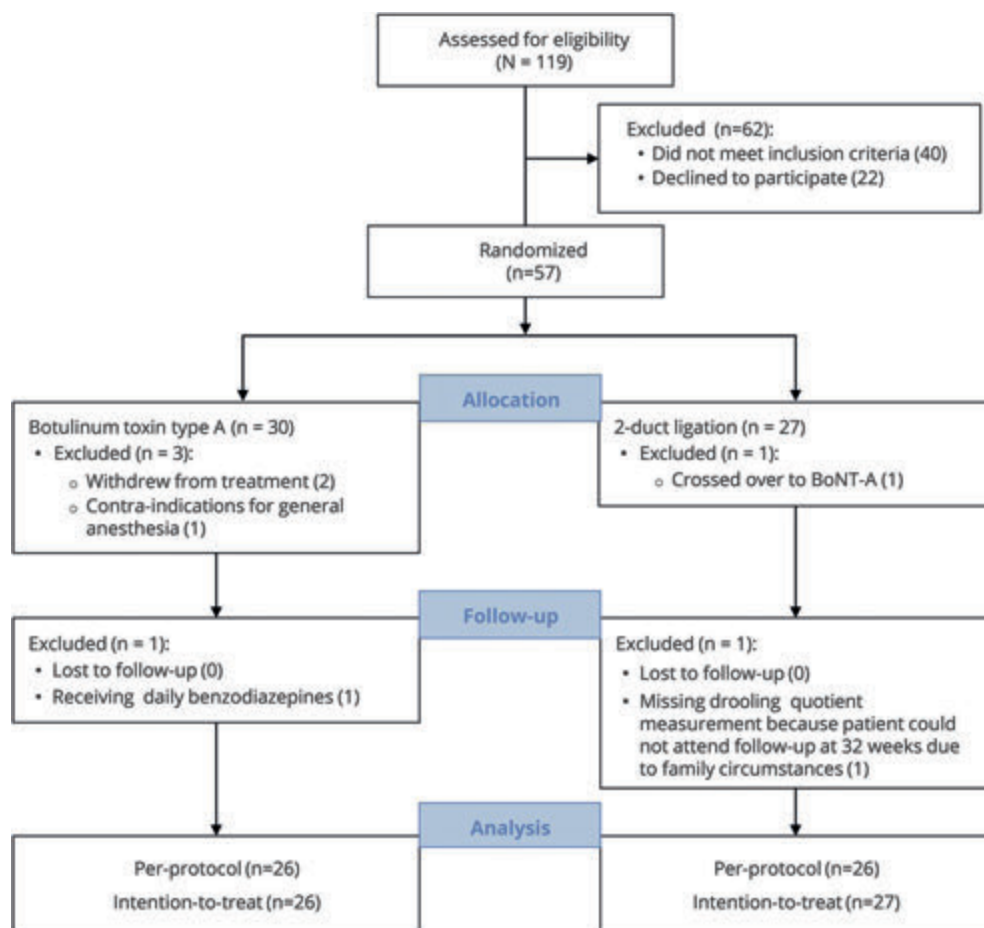 Assessed for eligibility
(N = 119)
Excluded (n=62):
• Did not meet inclusion criteria (40)
• Declined to participate (22)
Randomized
(n=57)
Allocation
Botulinum toxin type A (n = 30)
• Excluded (n = 3):
o Withdrew from treatment (2)
o Contra-indications for general
anesthesia (1)
2-duct ligation (n = 27)
• Excluded (n = 1):
o Crossed over to BoNT-A (1)
Follow-up
Excluded (n = 1):
• Lost to follow-up (0)
• Receiving daily benzodiazepines (1)
Excluded (n = 1):
• Lost to follow-up (0)
• Missing drooling quotient
measurement because patient could
not attend follow-up at 32 weeks due
to family circumstances (1)
Analysis
Per-protocol (n=26)
Intention-to-treat (n=26)
Per-protocol (n=26)
Intention-to-treat (n=27)